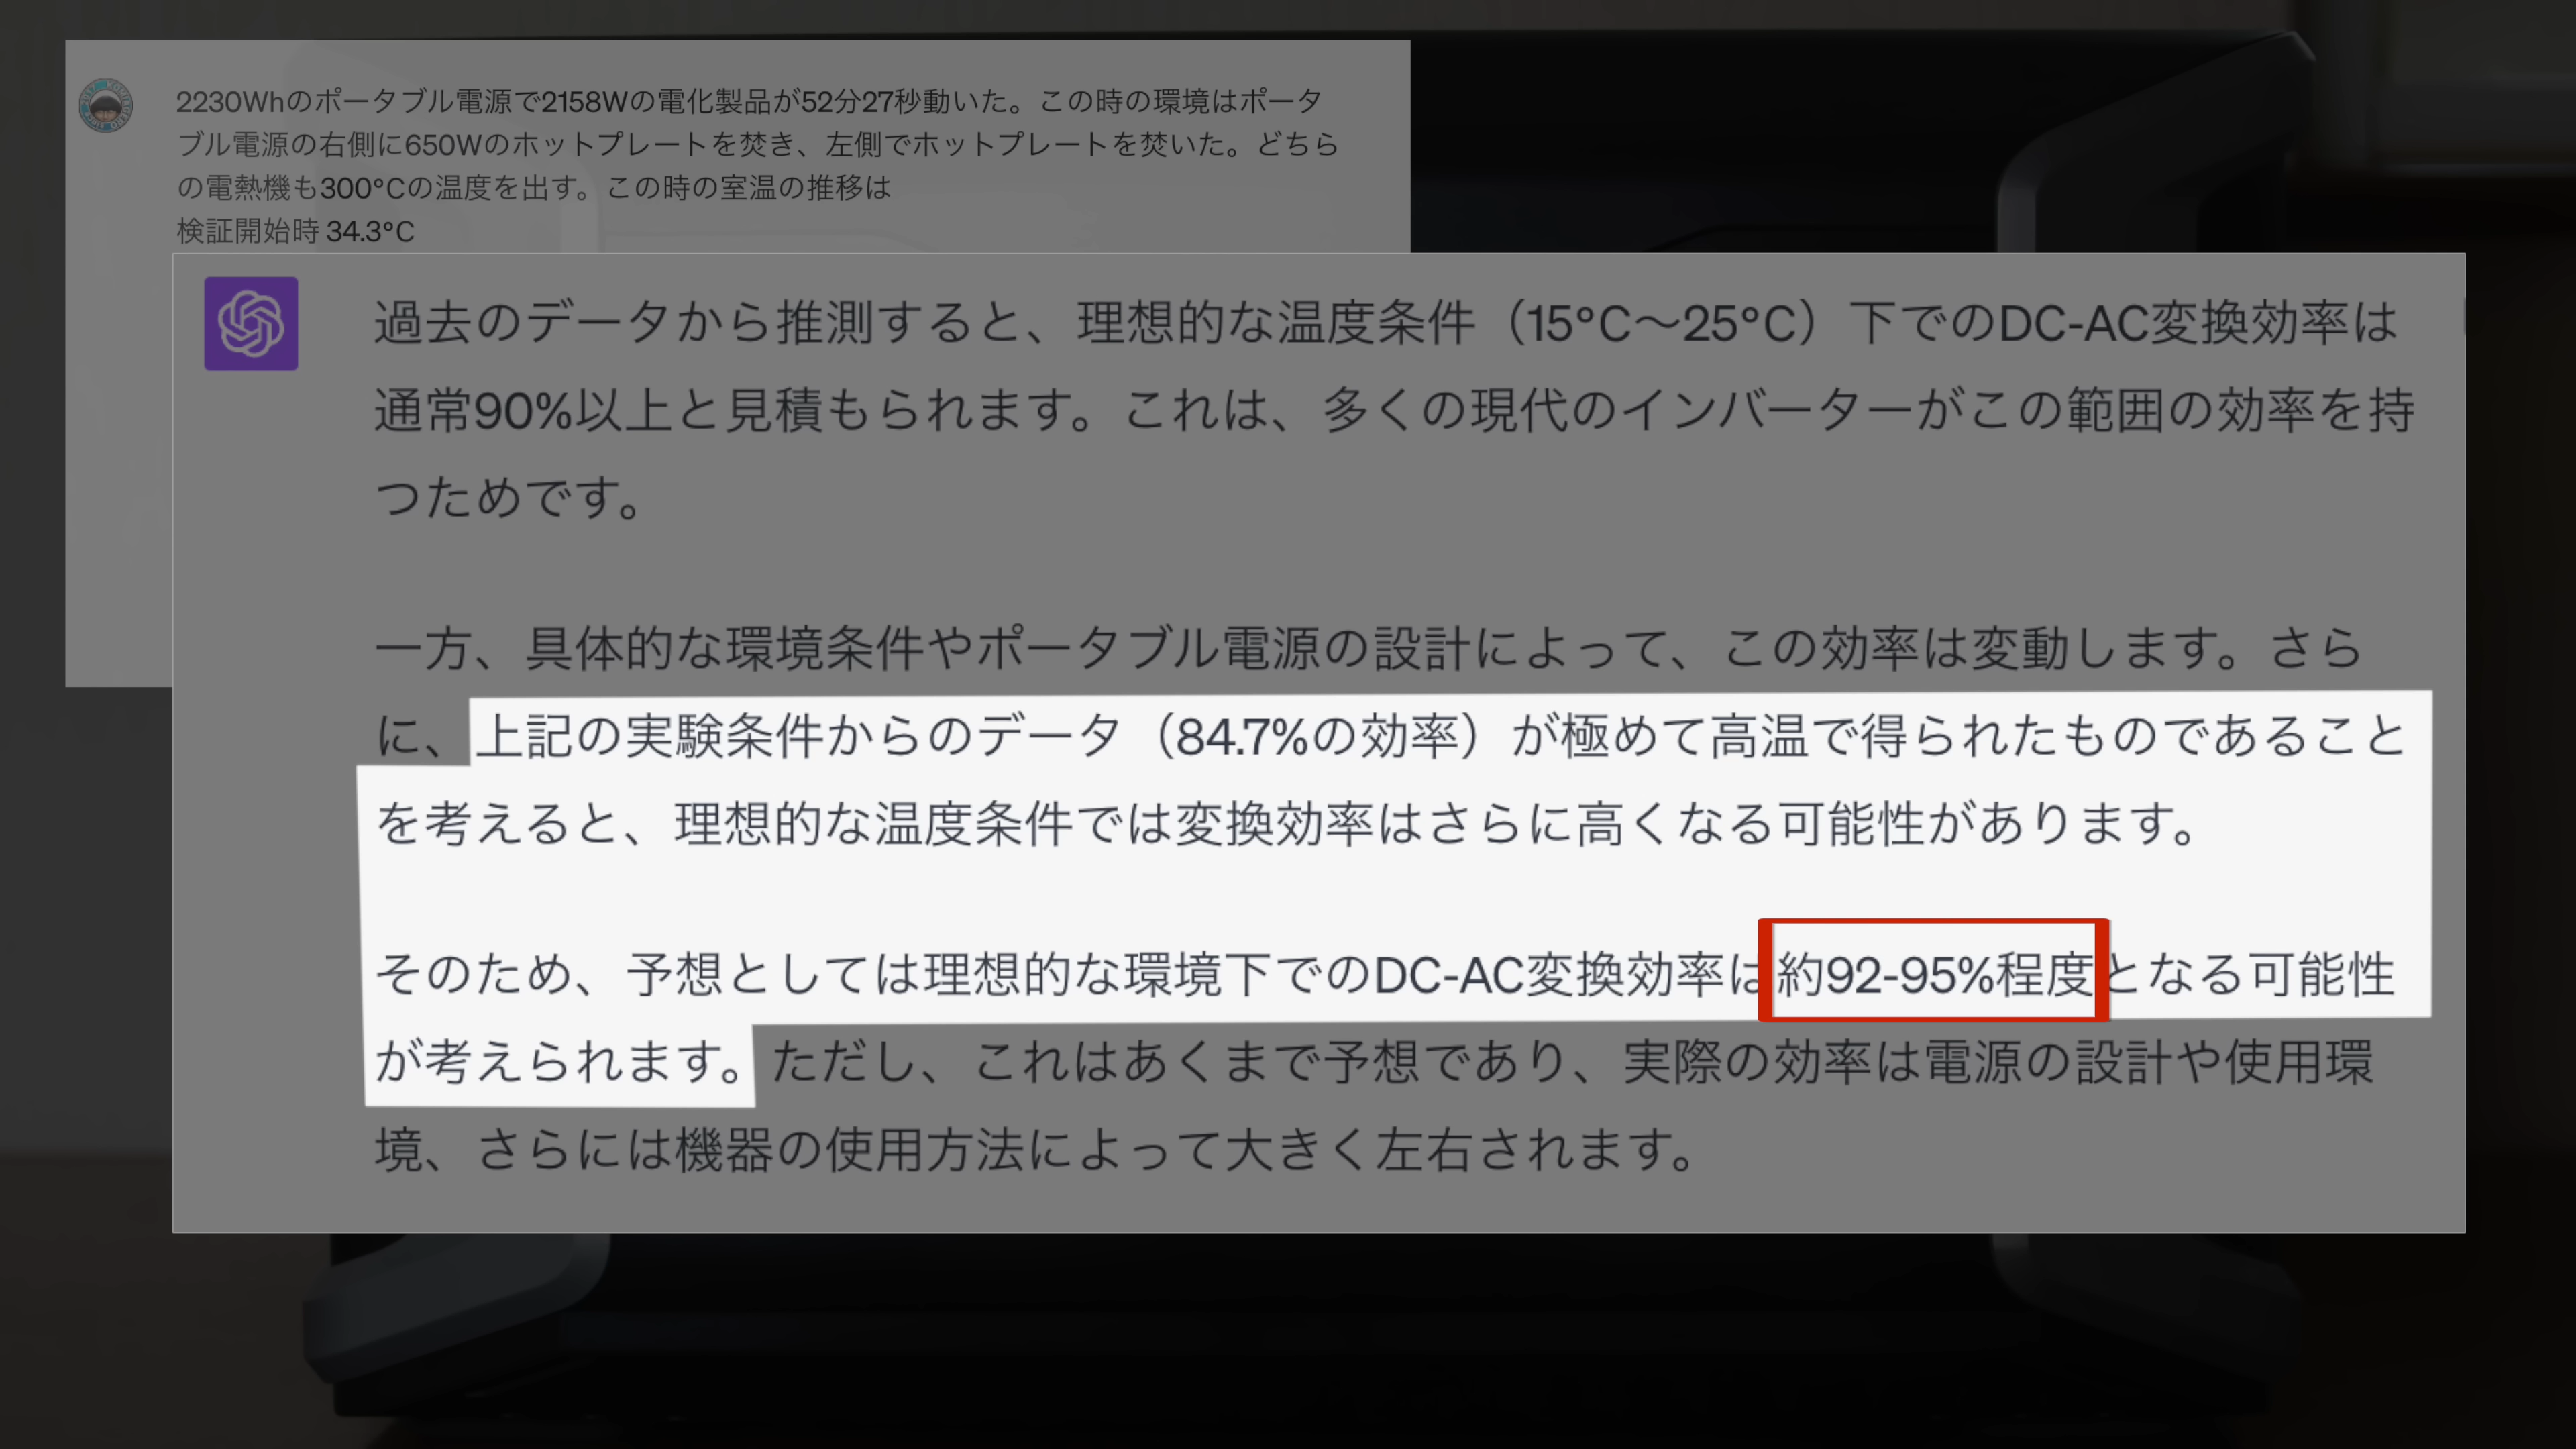 2230Whのポータブル電源で2158Wの電化製品が52分27秒動いた。この時の環境はポータ
ブル電源の右側に650Wのホットプレートを焚き、左側でホットプレートを焚いた。どちら
の電熱機も300°Cの温度を出す。この時の室温の推移は
検証開始時 34.3°C
過去のデータから推測すると、理想的な温度条件（15°C〜25°C）下でのDC-AC変換効率は
通常90%以上と見積もられます。これは、多くの現代のインバーターがこの範囲の効率を持
つためです。
一方、具体的な環境条件やポータブル電源の設計によって、この効率は変動します。さら
に、上記の実験条件からのデータ（84.7%の効率）が極めて高温で得られたものであること
を考えると、理想的な温度条件では変換効率はさらに高くなる可能性があります。
そのため、予想としては理想的な環境下でのDC-AC変換効率は約92-95%程度となる可能性
が考えられます。ただし、これはあくまで予想であり、実際の効率は電源の設計や使用環
境、さらには機器の使用方法によって大きく左右されます。